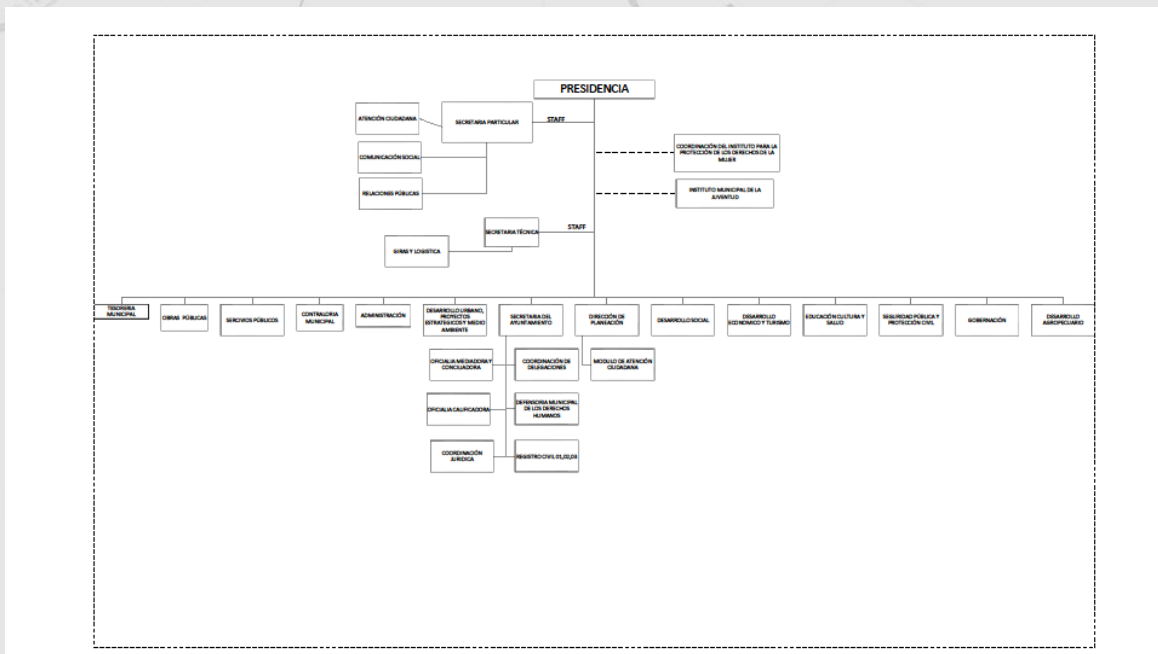 PRESIDENCIA
ATENCIÓN CIUDADANA
SECRETARIA PARTICULAR
STAFF
COMUNICACIÓN SOCIAL
RELACIONES PÚBLICAS
COORDINACIÓN DEL INSTITUTO PARA LA
PROTECCIÓN DE LOS DERECHOS DE LA
MUJER
INSTITUTO MUNICIPAL DE LA
JUVENTUD
SECRETARIA TÉCNICA
STAFF
GIRAS Y LOGISTICA
TESORERIA
MUNICIPAL
OBRAS PÚBLICAS
SERCIVIOS PÚBLICOS
CONTRALORIA
MUNICIPAL
ADMINISTRACIÓN
DESARROLLO URBANO,
PROYECTOS
ESTRATEGICOS Y MEDIO
AMBIENTE
SECRETARIA DEL
AYUNTAMIENTO
DIRECCIÓN DE
PLANEACIÓN
DESARROLLO SOCIAL
DESARROLLO
ECONOMICO Y TURISMO
EDUCACIÓN CULTURA Y
SALUD
SEGURIDAD PÚBLICA Y
PROTECCIÓN CIVIL
GOBERNACIÓN
DESARROLLO
AGROPECUARIO
OFICIALIA MEDIADORA Y
CONCILIADORA
COORDINACIÓN DE
DELEGACIONES
MODULO DE ATENCIÓN
CIUDADANA
OFICIALIA CALIFICADORA
DEFENSORIA MUNICIPAL
DE LOS DERECHOS
HUMANOS
COORDINACIÓN
JURIDICA
REGISTRO CIVIL 01,02,03